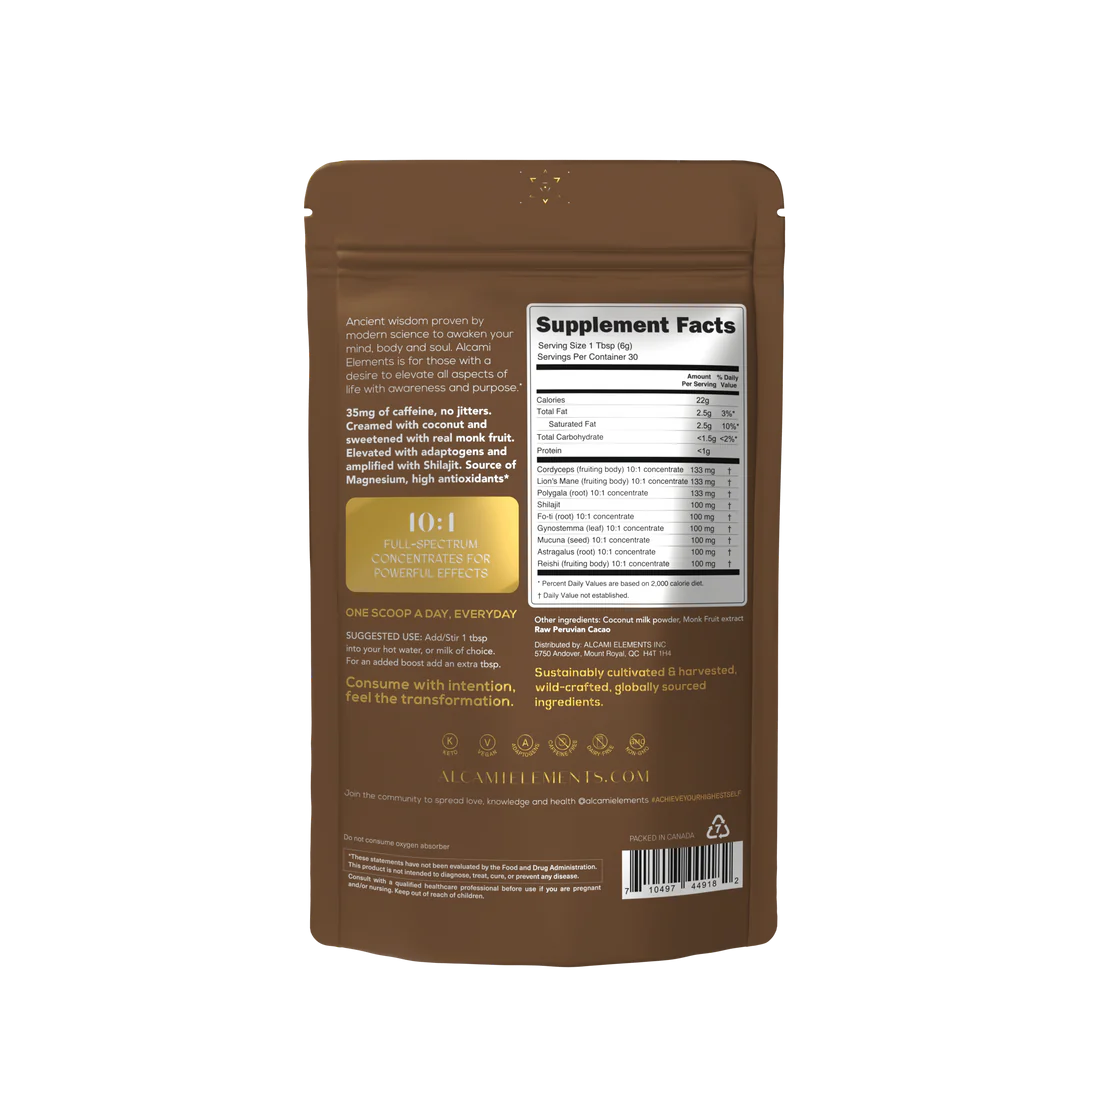 Ancient wisdom proven by
modern science to awaken your
mind, body and soul. Alcami
Elements is for those with a
desire to elevate all aspects of
life with awareness and purpose.*
35mg of caffeine, no jitters.
Creamed with coconut and
sweetened with real monk fruit.
Elevated with adaptogens and
amplified with Shilajit. Source of
Magnesium, high antioxidants*
10:1
FULL-SPECTRUM
CONCENTRATES FOR
POWERFUL EFFECTS
ONE SCOOP A DAY, EVERYDAY
SUGGESTED USE: Add/Stir 1 tbsp
into your hot water, or milk of choice.
For an added boost add an extra tbsp.
Consume with intention,
feel the transformation.
Supplement Facts
Serving Size 1 Tbsp (6g)
Servings Per Container 30
Amount Per Serving % Daily Value
Calories 22g
Total Fat 2.5g 3%*
Saturated Fat 2.5g 10%*
Total Carbohydrate <1.5g <2%*
Protein <1g
Cordyceps (fruiting body) 10:1 concentrate 133 mg †
Lion's Mane (fruiting body) 10:1 concentrate 133 mg †
Polygala (root) 10:1 concentrate 133 mg †
Shilajit 100 mg †
Fo-ti (root) 10:1 concentrate 100 mg †
Gynostemma (leaf) 10:1 concentrate 100 mg †
Mucuna (seed) 10:1 concentrate 100 mg †
Astragalus (root) 10:1 concentrate 100 mg †
Reishi (fruiting body) 10:1 concentrate 100 mg †
* Percent Daily Values are based on 2,000 calorie diet.
† Daily Value not established.
Other ingredients: Coconut milk powder, Monk Fruit extract
Raw Peruvian Cacao
Distributed by: ALCAMI ELEMENTS INC
5750 Andover, Mount Royal, QC H4T 1H4
Sustainably cultivated & harvested,
wild-crafted, globally sourced
ingredients.
K V A GMO
KETO VEGAN ADAPTOGENS CAFFEINE-FREE DAIRY-FREE NON-GMO
ALCAMIELEMENTS.COM
Join the community to spread love, knowledge and health @alcamielements #ACHIEVEYOURHIGHESTSELF
Do not consume oxygen absorber
*These statements have not been evaluated by the Food and Drug Administration.
This product is not intended to diagnose, treat, cure, or prevent any disease.
Consult with a qualified healthcare professional before use if you are pregnant
and/or nursing. Keep out of reach of children.
PACKED IN CANADA 7
7 10497 44918 2